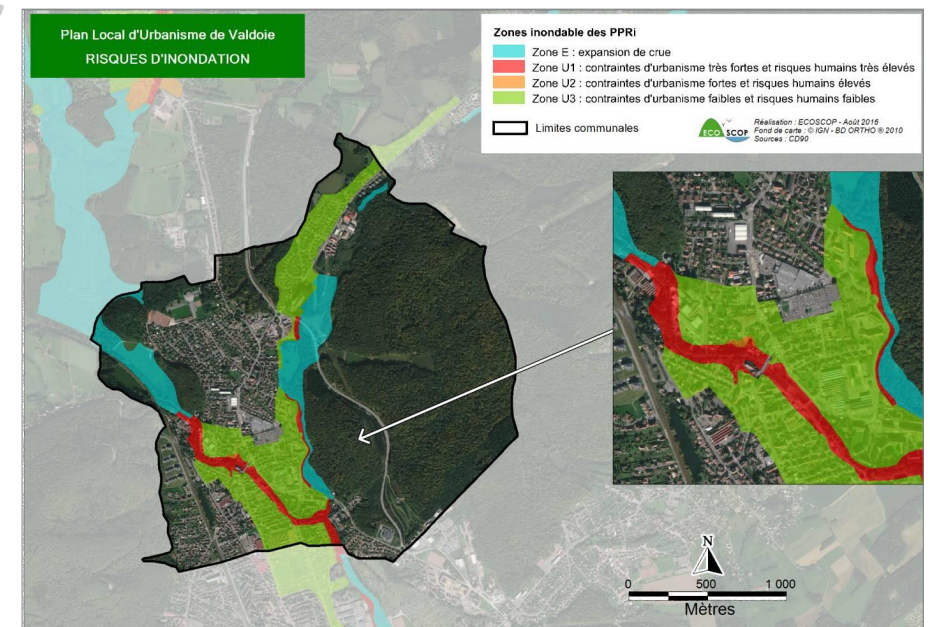 Plan Local d'Urbanisme de Valdoie
RISQUES D'INONDATION
Zones inondable des PPRi
Zone E : expansion de crue
Zone U1 : contraintes d'urbanisme très fortes et risques humains très élevés
Zone U2 : contraintes d'urbanisme fortes et risques humains élevés
Zone U3 : contraintes d'urbanisme faibles et risques humains faibles
Limites communales
ECO SCOP
Réalisation : ECOSCOP - Août 2016
Fond de carte : © IGN - BD ORTHO ® 2010
Sources : CD90
N
0 500 1 000
Mètres